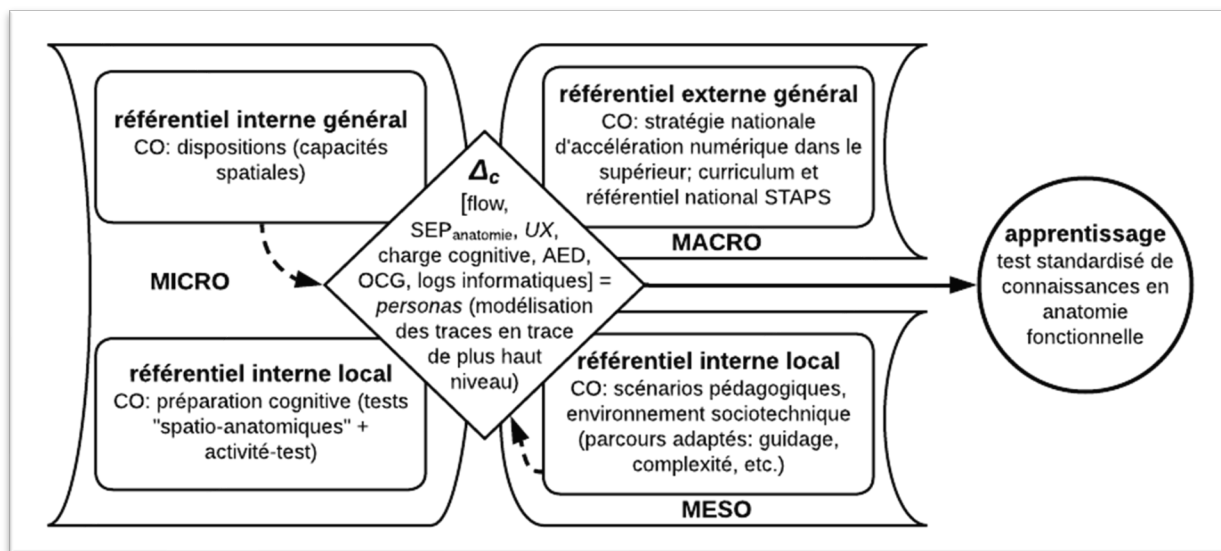 référentiel interne général
CO: dispositions (capacités
spatiales)
MICRO
référentiel interne local
CO: préparation cognitive (tests
"spatio-anatomiques" +
activité-test)
Δc
[flow,
SEPanatomie, UX,
charge cognitive, AED,
OCG, logs informatiques] =
personas (modélisation
des traces en trace
de plus haut
niveau)
référentiel externe général
CO: stratégie nationale
d'accélération numérique dans le
supérieur; curriculum et
référentiel national STAPS
MACRO
référentiel interne local
CO: scénarios pédagogiques,
environnement sociotechnique
(parcours adaptés: guidage,
complexité, etc.)
MESO
apprentissage
test standardisé de
connaissances en
anatomie
fonctionnelle